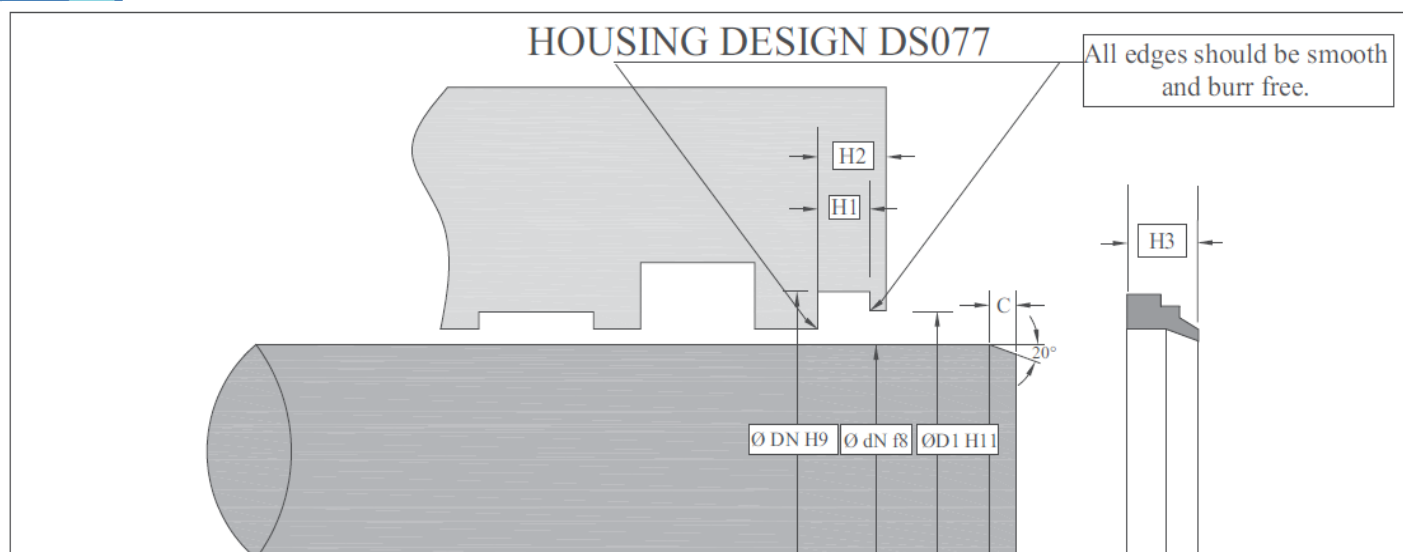 HOUSING DESIGN DS077
All edges should be smooth
and burr free.
H2
H1
H3
C
20°
Ø DN H9
Ø dN f8
ØD1 H11